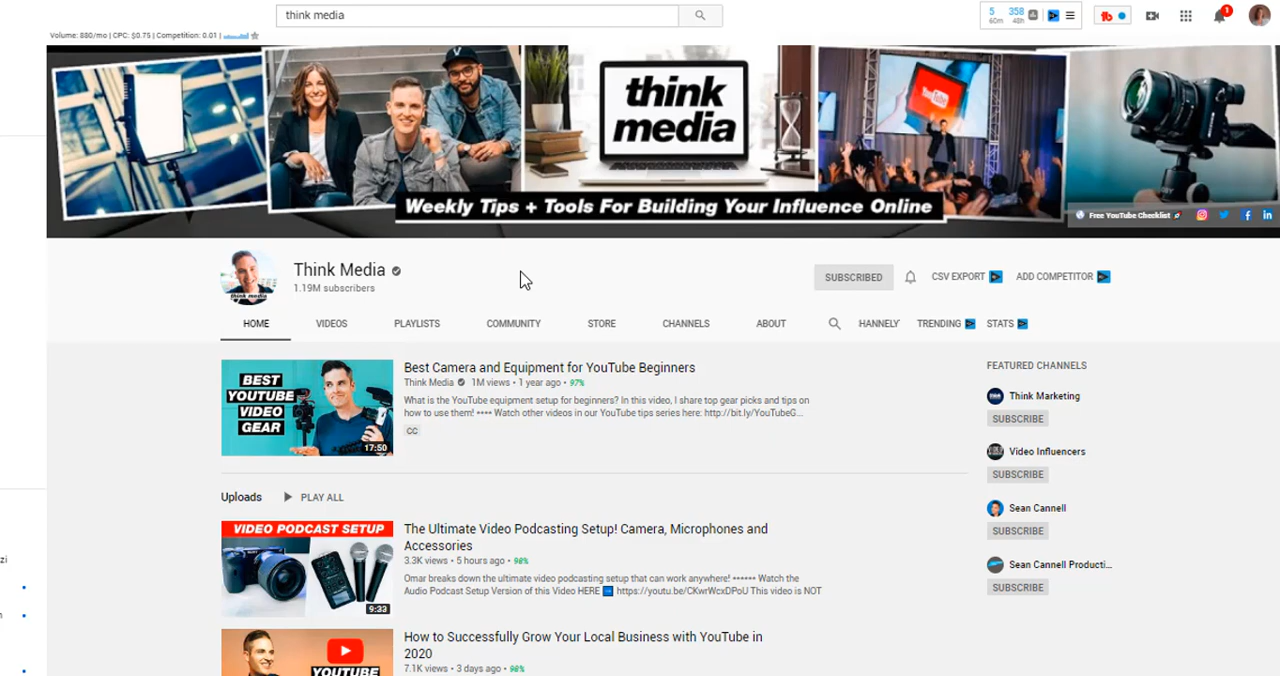 think media
5
60m
358
48h
1
Volume: 880/mo | CPC: $0.75 | Competition: 0.01 |
think
media
YouTube
Weekly Tips + Tools For Building Your Influence Online
Free YouTube Checklist
Think Media
1.19M subscribers
think media
SUBSCRIBED
CSV EXPORT
ADD COMPETITOR
HOME
VIDEOS
PLAYLISTS
COMMUNITY
STORE
CHANNELS
ABOUT
HANNELY
TRENDING
STATS
BEST
YOUTUBE
VIDEO
GEAR
17:50
Best Camera and Equipment for YouTube Beginners
Think Media 1M views • 1 year ago • 97%
What is the YouTube equipment setup for beginners? In this video, I share top gear picks and tips on
how to use them! •••• Watch other videos in our YouTube tips series here: http://bit.ly/YouTubeG...
CC
FEATURED CHANNELS
Think Marketing
SUBSCRIBE
Video Influencers
SUBSCRIBE
Sean Cannell
SUBSCRIBE
Sean Cannell Producti...
SUBSCRIBE
Uploads
PLAY ALL
VIDEO PODCAST SETUP
9:33
The Ultimate Video Podcasting Setup! Camera, Microphones and
Accessories
3.3K views • 5 hours ago • 98%
Omar breaks down the ultimate video podcasting setup that can work anywhere! •••••• Watch the
Audio Podcast Setup Version of this Video HERE https://youtu.be/CKwrWcxDPoU This video is NOT
zi
YOUTUBE
How to Successfully Grow Your Local Business with YouTube in
2020
7.1K views • 3 days ago • 98%